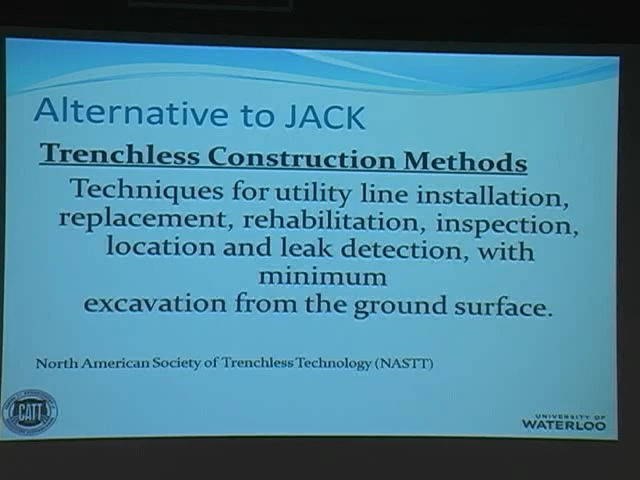 Alternative to JACK
Trenchless Construction Methods
Techniques for utility line installation,
replacement, rehabilitation, inspection,
location and leak detection, with
minimum
excavation from the ground surface.
North American Society of Trenchless Technology (NASTT)
CATT
UNIVERSITY OF
WATERLOO